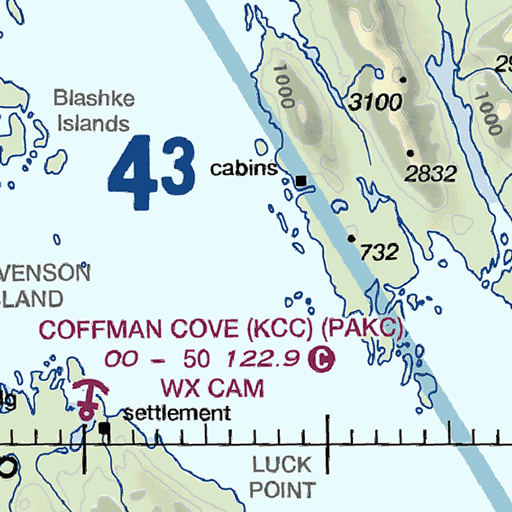 1000
29
3100
1000
Blashke
Islands
43
cabins
2832
732
VENSON
LAND
COFFMAN COVE (KCC) (PAKC)
00 - 50 122.9 C
WX CAM
settlement
LUCK
POINT